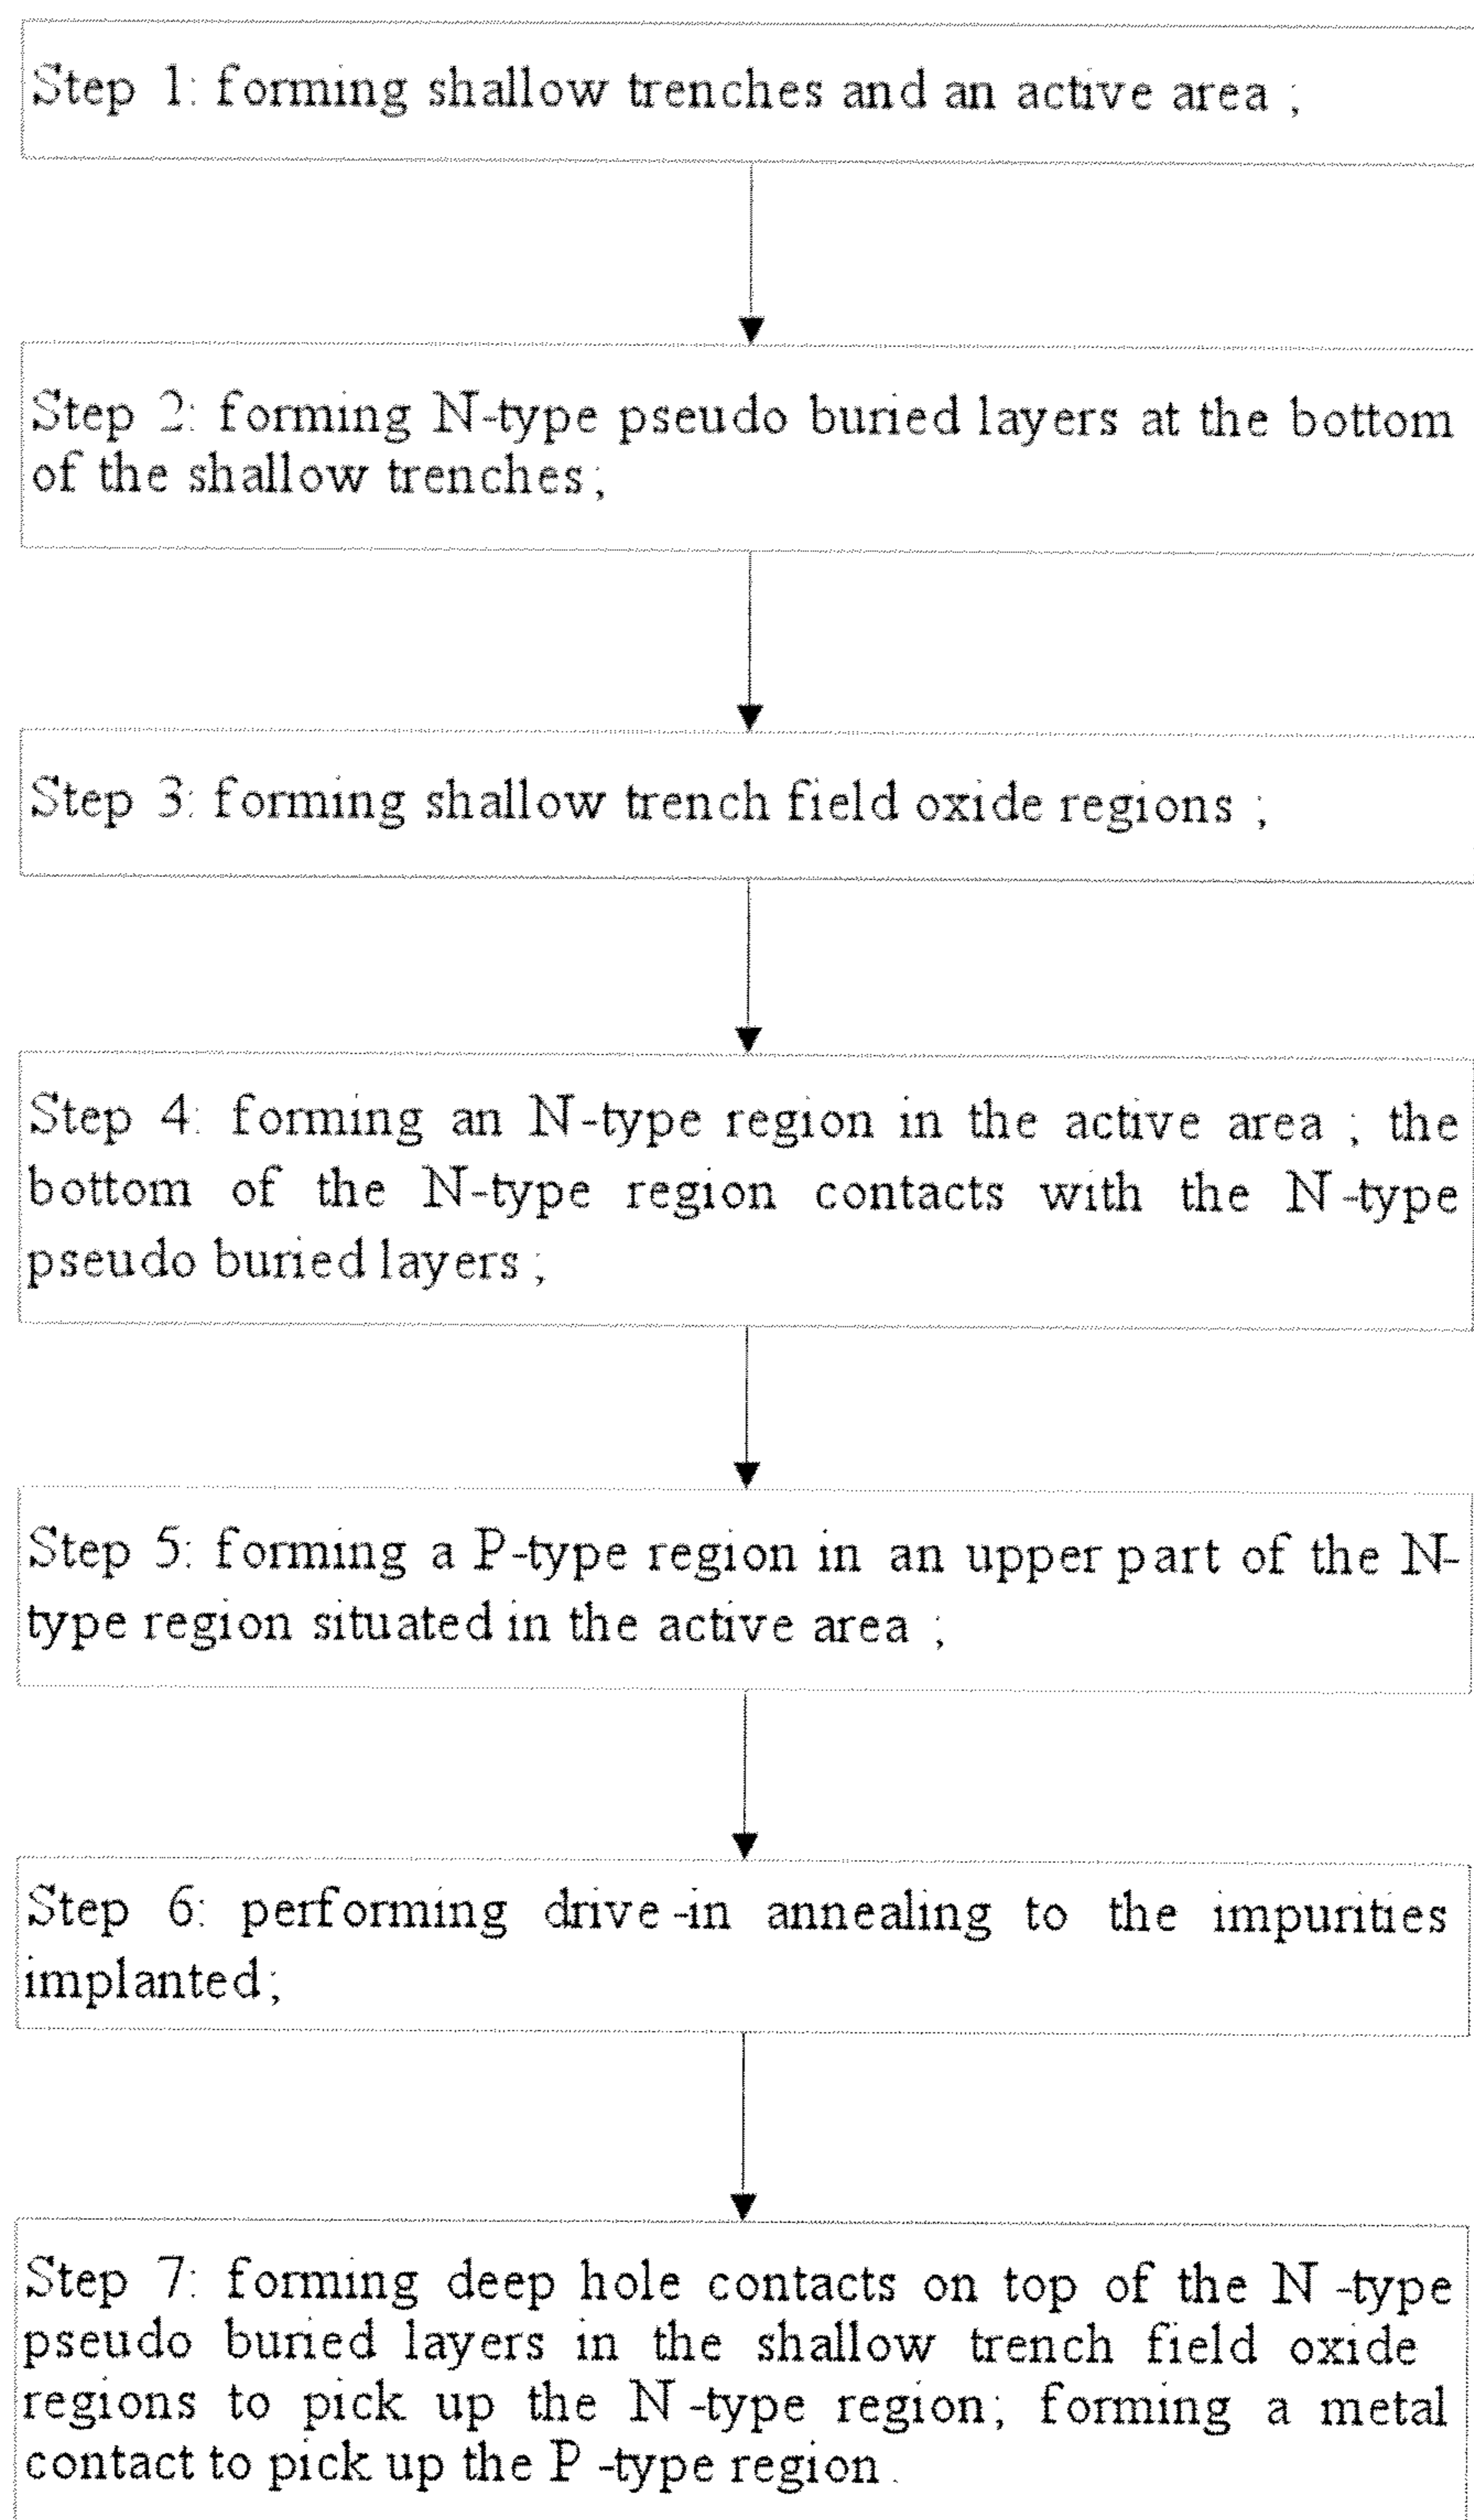 Step 1: forming shallow trenches and an active area ;
Step 2: forming N-type pseudo buried layers at the bottom
of the shallow trenches;
Step 3: forming shallow trench field oxide regions ;
Step 4: forming an N-type region in the active area ; the
bottom of the N-type region contacts with the N-type
pseudo buried layers ;
Step 5: forming a P-type region in an upper part of the N-
type region situated in the active area ;
Step 6: performing drive-in annealing to the impurities
implanted;
Step 7: forming deep hole contacts on top of the N -type
pseudo buried layers in the shallow trench field oxide
regions to pick up the N -type region; forming a metal
contact to pick up the P -type region.